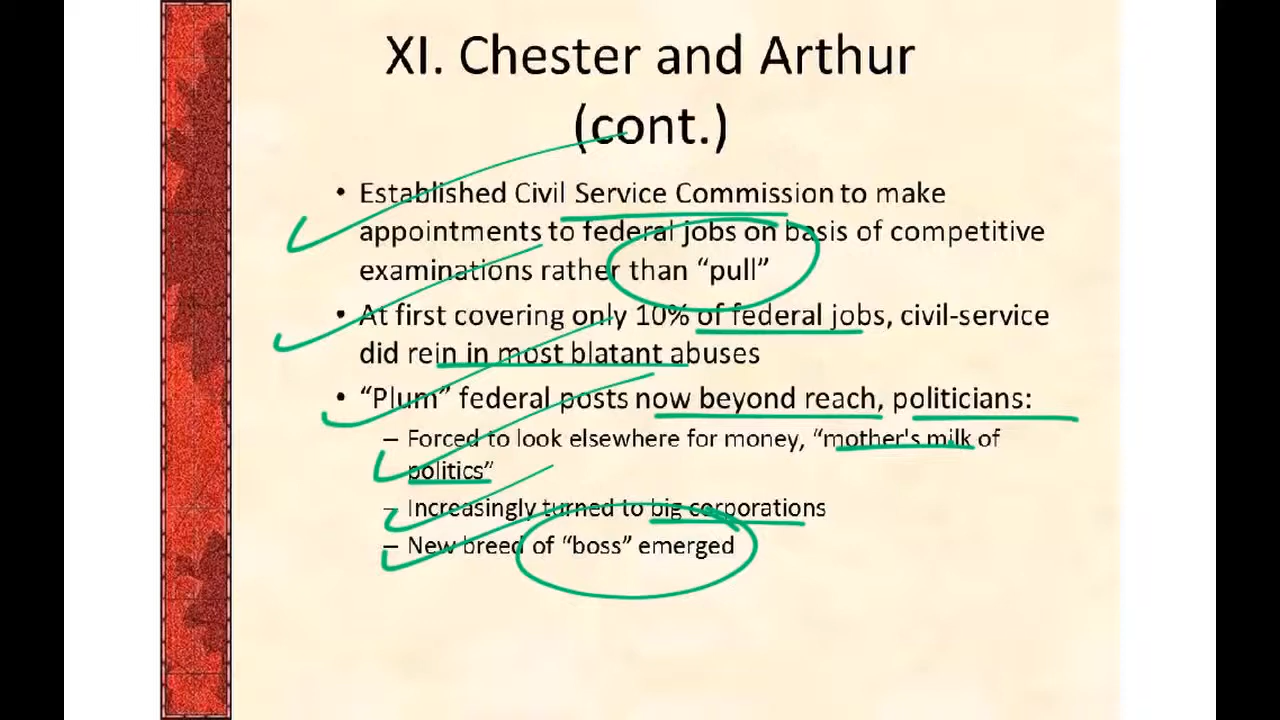 XI. Chester and Arthur
(cont.)
• Established Civil Service Commission to make
appointments to federal jobs on basis of competitive
examinations rather than “pull”
• At first covering only 10% of federal jobs, civil-service
did rein in most blatant abuses
• “Plum” federal posts now beyond reach, politicians:
– Forced to look elsewhere for money, “mother's milk of
politics”
– Increasingly turned to big corporations
– New breed of “boss” emerged